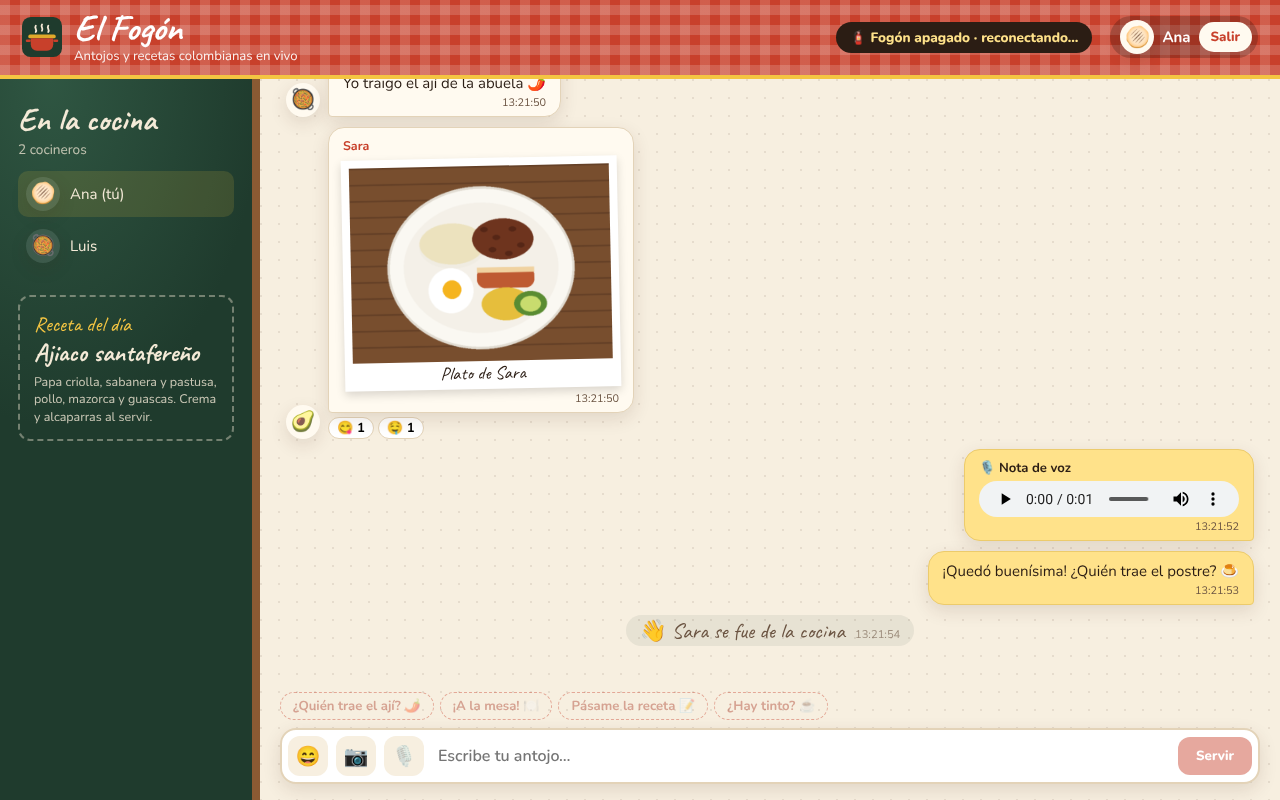 El Fogón
Antojos y recetas colombianas en vivo
🧯 Fogón apagado · reconectando...
Ana
Salir
En la cocina
2 cocineros
Ana (tú)
Luis
Receta del día
Ajiaco santafereño
Papa criolla, sabanera y pastusa,
pollo, mazorca y guascas. Crema
y alcaparras al servir.
Yo traigo el ají de la abuela 🌶️
13:21:50
Sara
Plato de Sara
13:21:50
😋 1
🤤 1
🎙️ Nota de voz
0:00 / 0:01
13:21:52
¡Quedó buenísima! ¿Quién trae el postre? 🍮
13:21:53
👋 Sara se fue de la cocina 13:21:54
¿Quién trae el ají? 🌶️
¡A la mesa! 🍽️
Pásame la receta 📝
¿Hay tinto? ☕
Escribe tu antojo...
Servir